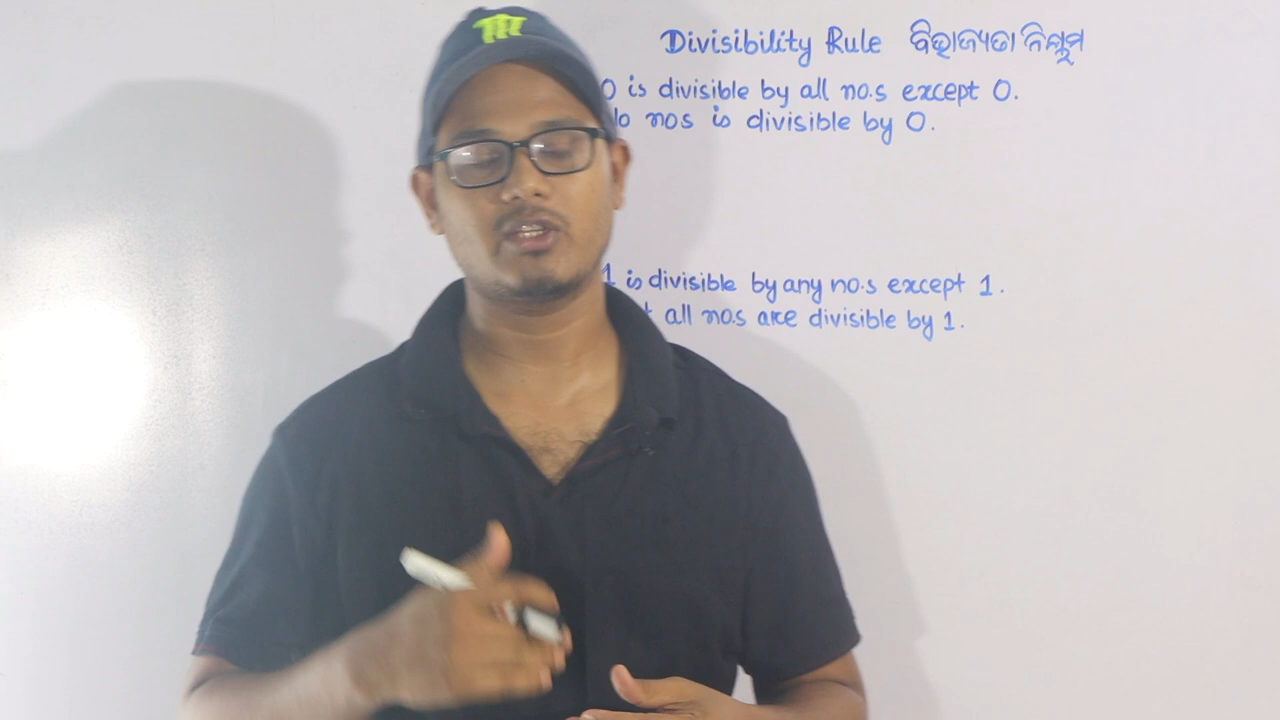 Divisibility Rule ବିଭାଜ୍ୟତା ନିୟମ
0 is divisible by all no.s except 0.
nos is divisible by 0.
1 is divisible by any no.s except 1.
all no.s are divisible by 1.